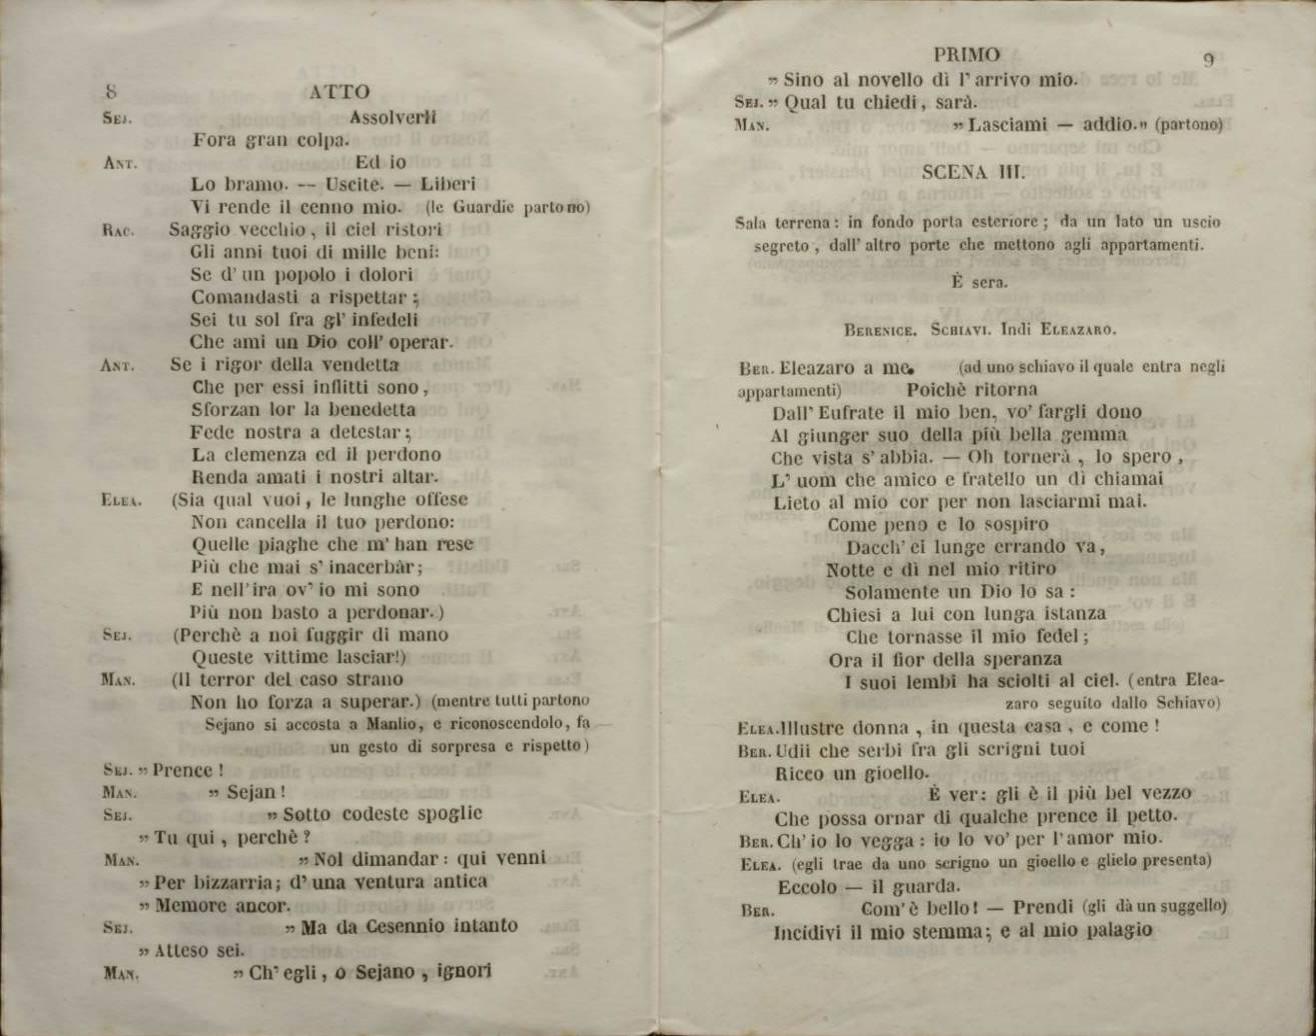 8 ATTO
SEJ. Assolverli
Fora gran colpa.
ANT. Ed io
Lo bramo. -- Uscite. — Liberi
Vi rende il cenno mio. (le Guardie partono)
RAC. Saggio vecchio, il ciel ristori
Gli anni tuoi di mille beni:
Se d' un popolo i dolori
Comandasti a rispettar;
Sei tu sol fra gl' infedeli
Che ami un Dio coll' operar.
ANT. Se i rigor della vendetta
Che per essi inflitti sono,
Sforzan lor la benedetta
Fede nostra a detestar;
La clemenza ed il perdono
Renda amati i nostri altar.
ELEA. (Sia qual vuoi, le lunghe offese
Non cancella il tuo perdono:
Quelle piaghe che m' han rese
Più che mai s' inacerbàr;
E nell' ira ov' io mi sono
Più non basto a perdonar.)
SEJ. (Perchè a noi fuggir di mano
Queste vittime lasciar!)
MAN. (Il terror del caso strano
Non ho forza a superar.) (mentre tutti partono
Sejano si accosta a Manlio, e riconoscendolo, fa
un gesto di sorpresa e rispetto)
SEJ. „ Prence!
MAN. „ Sejan!
SEJ. „ Sotto codeste spoglie
„ Tu qui, perchè?
MAN. „ Nol dimandar: qui venni
„ Per bizzarria; d' una ventura antica
„ Memore ancor.
SEJ. „ Ma da Cesennio intanto
„ Atteso sei.
MAN. „ Ch' egli, o Sejano, ignori
PRIMO 9
„ Sino al novello dì l' arrivo mio.
SEJ. „ Qual tu chiedi, sarà.
MAN. „ Lasciami — addio. „ (partono)
SCENA III.
Sala terrena: in fondo porta esteriore; da un lato un uscio
segreto, dall' altro porte che mettono agli appartamenti.
È sera.
BERENICE. SCHIAVI. Indi ELEAZARO.
BER. Eleazaro a me. (ad uno schiavo il quale entra negli
appartamenti) Poichè ritorna
Dall' Eufrate il mio ben, vo' fargli dono
Al giunger suo della più bella gemma
Che vista s' abbia. — Oh tornerà, lo spero,
L' uom che amico e fratello un dì chiamai
Lieto al mio cor per non lasciarmi mai.
Come peno e lo sospiro
Dacch' ei lunge errando va,
Notte e dì nel mio ritiro
Solamente un Dio lo sa:
Chiesi a lui con lunga istanza
Che tornasse il mio fedel;
Ora il fior della speranza
I suoi lembi ha sciolti al ciel. (entra Elea-
zaro seguito dallo Schiavo)
ELEA. Illustre donna, in questa casa, e come!
BER. Udii che serbi fra gli scrigni tuoi
Ricco un gioello.
ELEA. È ver: gli è il più bel vezzo
Che possa ornar di qualche prence il petto.
BER. Ch' io lo vegga: io lo vo' per l' amor mio.
ELEA. (egli trae da uno scrigno un gioello e glielo presenta)
Eccolo — il guarda.
BER. Com' è bello! — Prendi (gli dà un suggello)
Incidivi il mio stemma; e al mio palagio